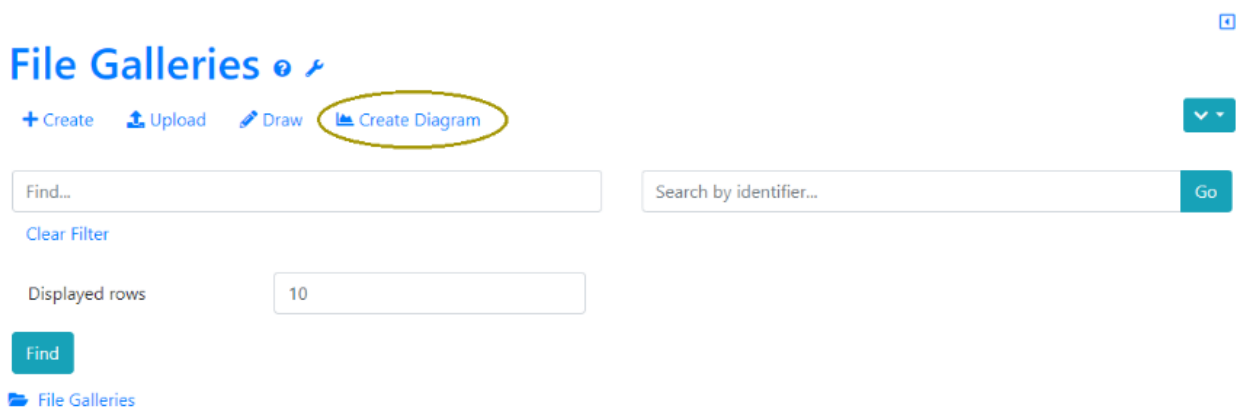 File Galleries
Create Upload Draw Create Diagram
Find... Search by identifier... Go
Clear Filter
Displayed rows 10
Find
File Galleries